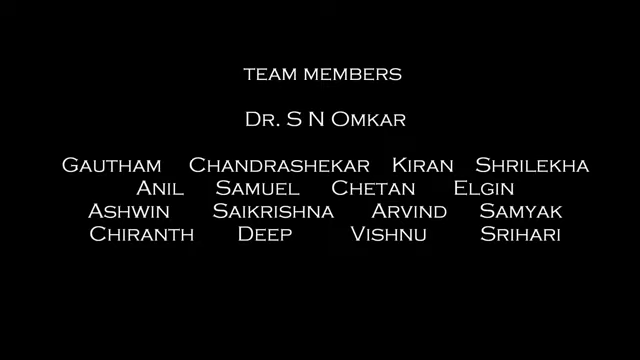 TEAM MEMBERS
DR. S N OMKAR
GAUTHAM CHANDRASHEKAR KIRAN SHRILEKHA
ANIL SAMUEL CHETAN ELGIN
ASHWIN SAIKRISHNA ARVIND SAMYAK
CHIRANTH DEEP VISHNU SRIHARI